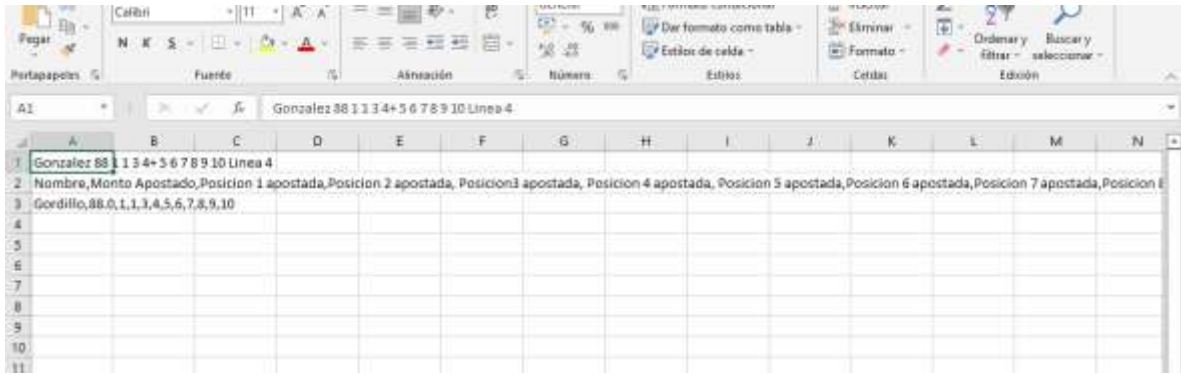 Calibri 11 A A
Pegar
N K S
% 000
Dar formato como tabla
Estilos de celda
Eliminar
Formato
Ordenar y filtrar
Buscar y seleccionar
Portapapeles Fuente Alineación Número Estilos Celdas Edición
A1 fx Gonzalez 88 1 1 3 4+ 5 6 7 8 9 10 Linea 4
A B C D E F G H I J K L M N
1 Gonzalez 88 1 1 3 4+ 5 6 7 8 9 10 Linea 4
2 Nombre,Monto Apostado,Posicion 1 apostada,Posicion 2 apostada, Posicion3 apostada, Posicion 4 apostada, Posicion 5 apostada,Posicion 6 apostada,Posicion 7 apostada,Posicion 8
3 Gordillo,88.0,1,1,3,4,5,6,7,8,9,10
4
5
6
7
8
9
10
11